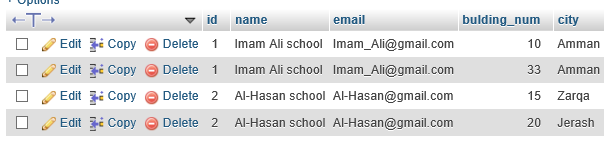 Options
←T→ id name email bulding_num city
Edit Copy Delete 1 Imam Ali school Imam_Ali@gmail.com 10 Amman
Edit Copy Delete 1 Imam Ali school Imam_Ali@gmail.com 33 Amman
Edit Copy Delete 2 Al-Hasan school Al-Hasan@gmail.com 15 Zarqa
Edit Copy Delete 2 Al-Hasan school Al-Hasan@gmail.com 20 Jerash